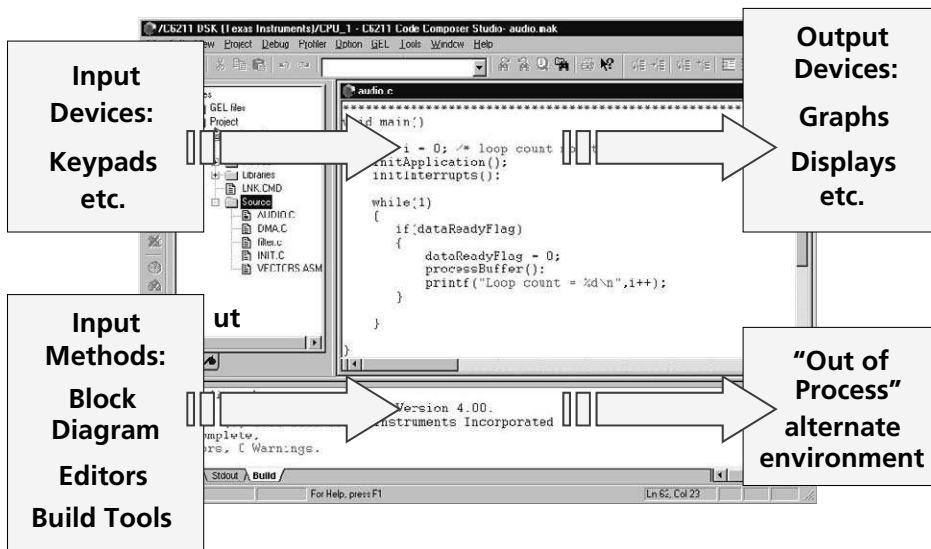 /C6211 DSK (Texas Instruments)/CPU_1 - C6211 Code Composer Studio- audio.mak
Project Debug Profiler Option GEL Tools Window Help
Input
Devices:
Keypads
etc.
Output
Devices:
Graphs
Displays
etc.
GEL files
Project
Libraries
LNK.CMD
Source
AUDIO.C
DMA.C
filter.c
INIT.C
VECTORS.ASM
audio.c
main()
i = 0; /* loop count
initApplication();
initInterrupts();
while(1)
{
if(dataReadyFlag)
{
dataReadyFlag = 0;
processBuffer();
printf("Loop count = %d\n",i++);
}
}
}
Input
Methods:
Block
Diagram
Editors
Build Tools
ut
“Out of
Process”
alternate
environment
Version 4.00.
Instruments Incorporated
Warnings.
Stdout
Build
For Help, press F1
Ln 62, Col 23